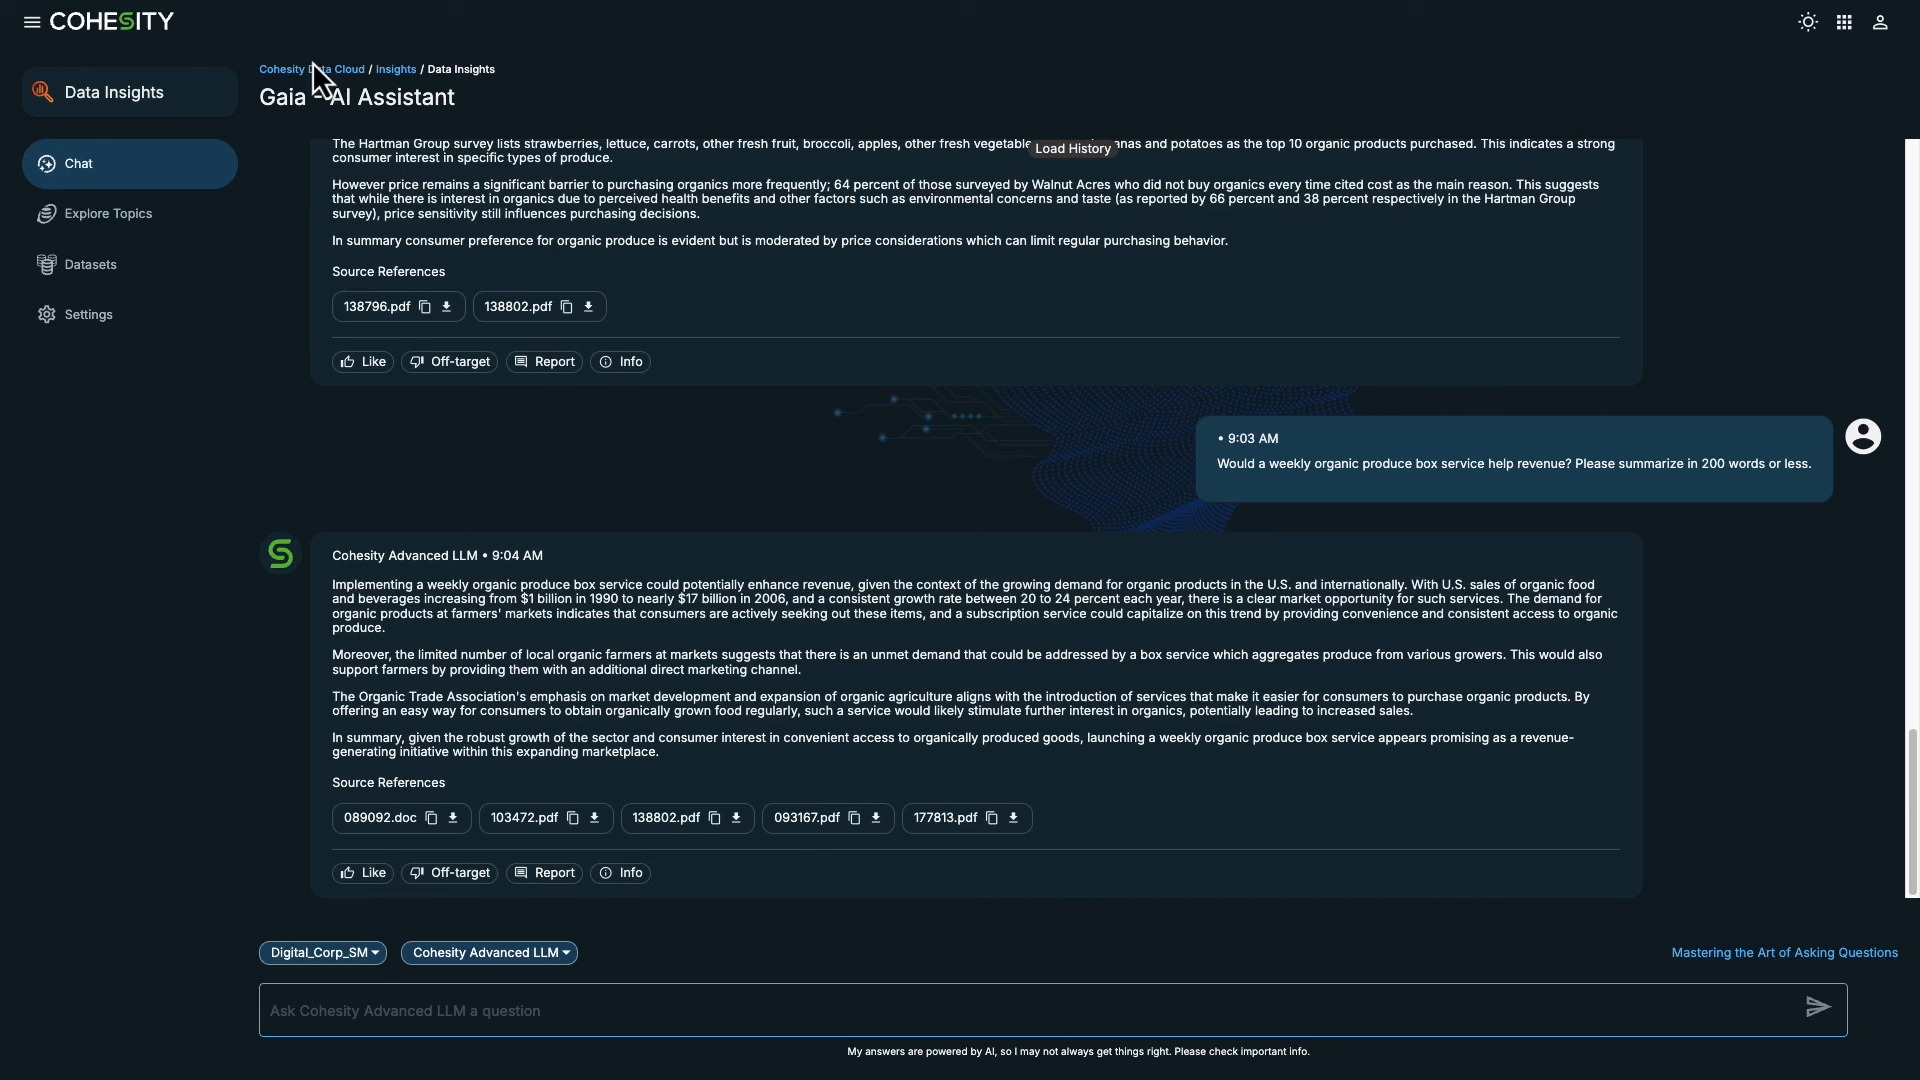 COHESITY
Cohesity Data Cloud / Insights / Data Insights
Data Insights
Gaia - AI Assistant
Chat
Explore Topics
Datasets
Settings
Load History
The Hartman Group survey lists strawberries, lettuce, carrots, other fresh fruit, broccoli, apples, other fresh vegetable and potatoes as the top 10 organic products purchased. This indicates a strong
consumer interest in specific types of produce.
However price remains a significant barrier to purchasing organics more frequently; 64 percent of those surveyed by Walnut Acres who did not buy organics every time cited cost as the main reason. This suggests
that while there is interest in organics due to perceived health benefits and other factors such as environmental concerns and taste (as reported by 66 percent and 38 percent respectively in the Hartman Group
survey), price sensitivity still influences purchasing decisions.
In summary consumer preference for organic produce is evident but is moderated by price considerations which can limit regular purchasing behavior.
Source References
138796.pdf 138802.pdf
Like Off-target Report Info
• 9:03 AM
Would a weekly organic produce box service help revenue? Please summarize in 200 words or less.
Cohesity Advanced LLM • 9:04 AM
Implementing a weekly organic produce box service could potentially enhance revenue, given the context of the growing demand for organic products in the U.S. and internationally. With U.S. sales of organic food
and beverages increasing from $1 billion in 1990 to nearly $17 billion in 2006, and a consistent growth rate between 20 to 24 percent each year, there is a clear market opportunity for such services. The demand for
organic products at farmers' markets indicates that consumers are actively seeking out these items, and a subscription service could capitalize on this trend by providing convenience and consistent access to organic
produce.
Moreover, the limited number of local organic farmers at markets suggests that there is an unmet demand that could be addressed by a box service which aggregates produce from various growers. This would also
support farmers by providing them with an additional direct marketing channel.
The Organic Trade Association's emphasis on market development and expansion of organic agriculture aligns with the introduction of services that make it easier for consumers to purchase organic products. By
offering an easy way for consumers to obtain organically grown food regularly, such a service would likely stimulate further interest in organics, potentially leading to increased sales.
In summary, given the robust growth of the sector and consumer interest in convenient access to organically produced goods, launching a weekly organic produce box service appears promising as a revenue-
generating initiative within this expanding marketplace.
Source References
089092.doc 103472.pdf 138802.pdf 093167.pdf 177813.pdf
Like Off-target Report Info
Digital_Corp_SM Cohesity Advanced LLM Mastering the Art of Asking Questions
Ask Cohesity Advanced LLM a question
My answers are powered by AI, so I may not always get things right. Please check important info.